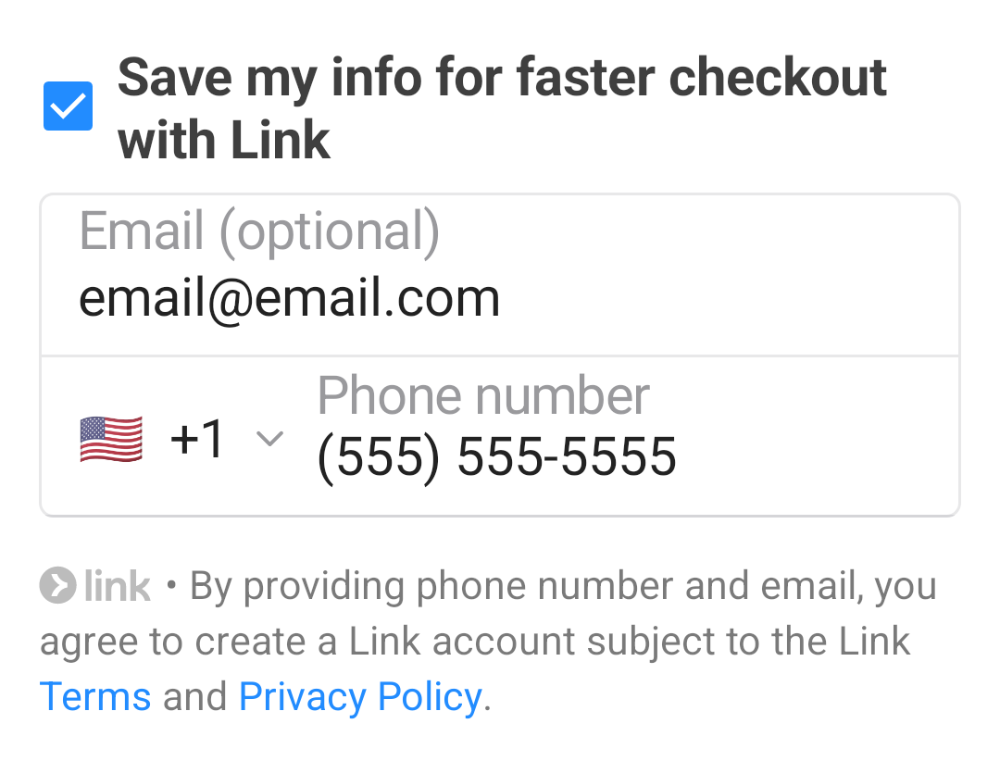 Save my info for faster checkout
with Link
Email (optional)
email@email.com
Phone number
+1
(555) 555-5555
link • By providing phone number and email, you
agree to create a Link account subject to the Link
Terms and Privacy Policy.